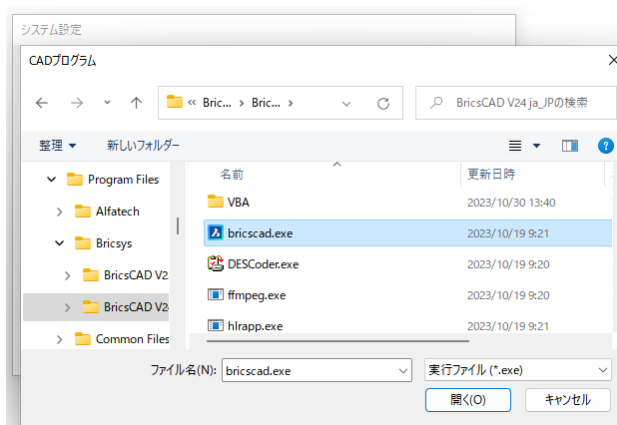 システム設定
CADプログラム
« Bric... › Bric... ›
BricsCAD V24 ja_JPの検索
整理 新しいフォルダー
名前 更新日時
Program Files
Alfatech
Bricsys
BricsCAD V2
BricsCAD V24
Common Files
VBA 2023/10/30 13:40
bricscad.exe 2023/10/19 9:21
DESCoder.exe 2023/10/19 9:20
ffmpeg.exe 2023/10/19 9:20
hlrapp.exe 2023/10/19 9:21
ファイル名(N): bricscad.exe 実行ファイル (*.exe)
開く(O) キャンセル